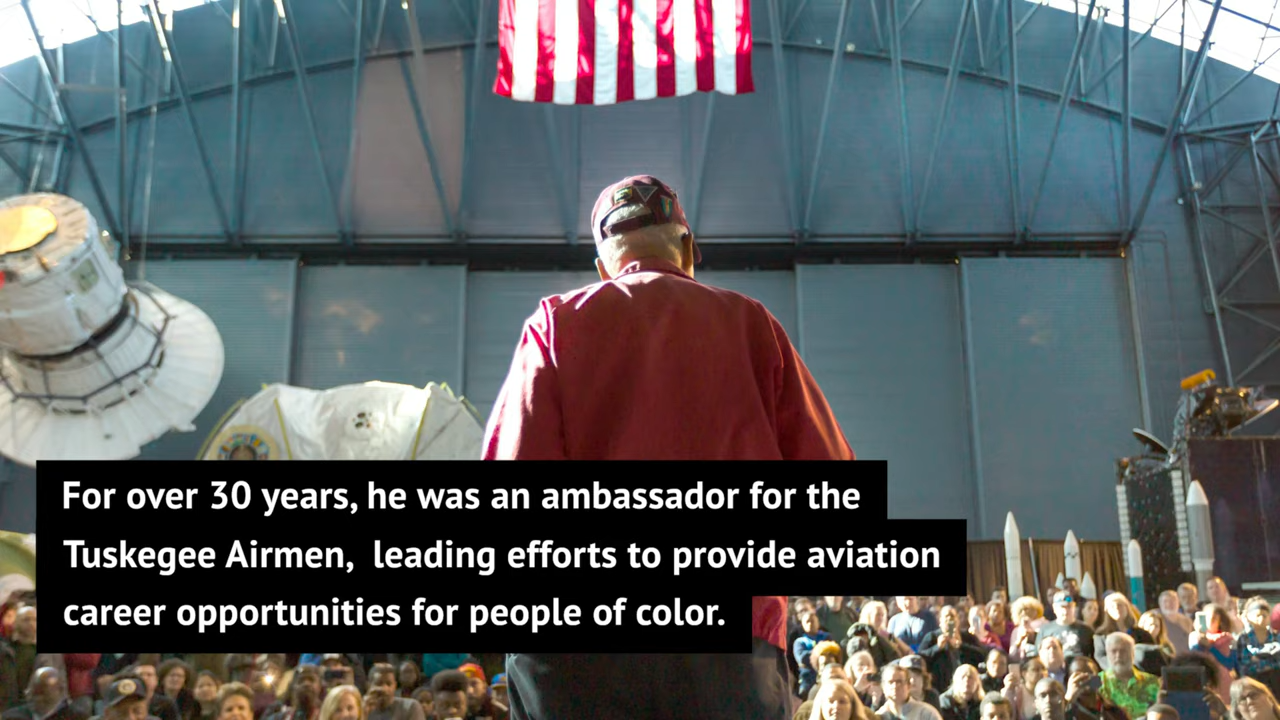 For over 30 years, he was an ambassador for the
Tuskegee Airmen,  leading efforts to provide aviation
career opportunities for people of color.